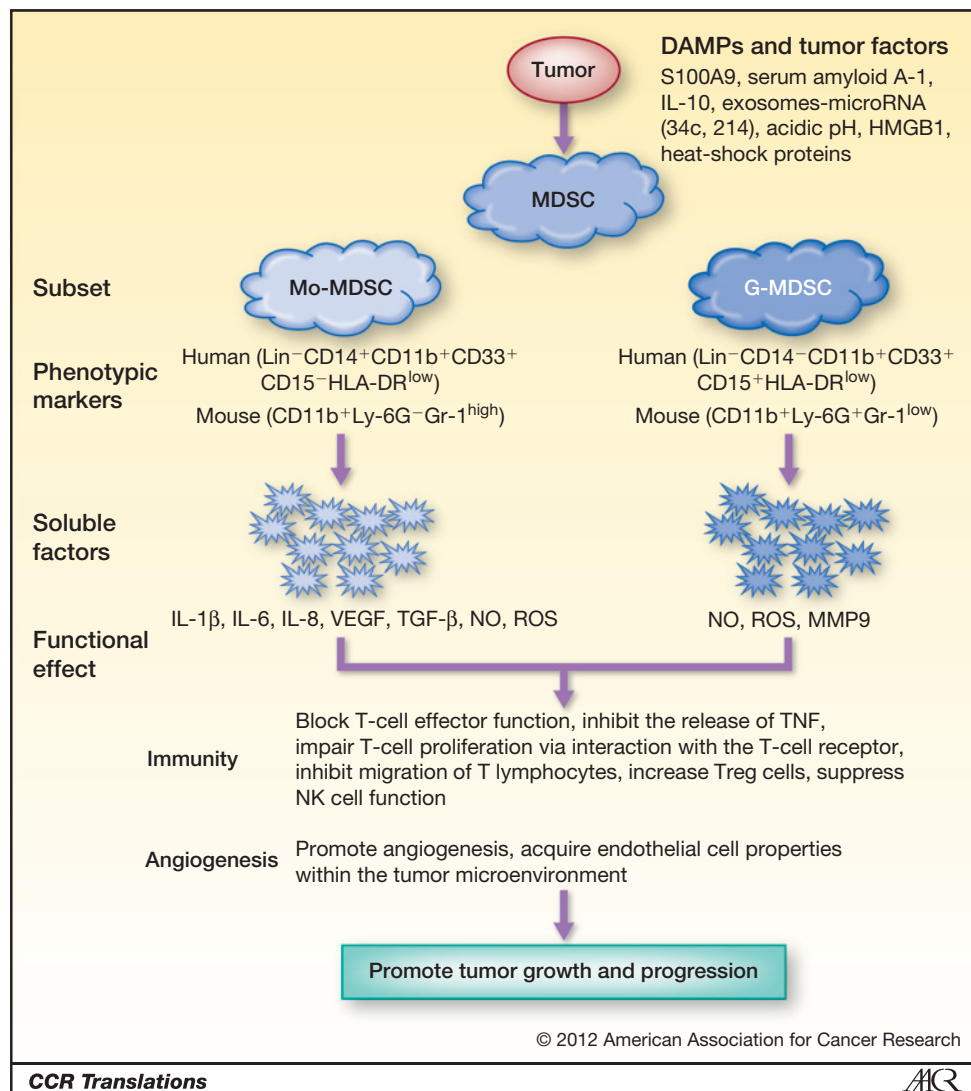 Tumor
DAMPs and tumor factors
S100A9, serum amyloid A-1,
IL-10, exosomes-microRNA
(34c, 214), acidic pH, HMGB1,
heat-shock proteins
MDSC
Subset
Mo-MDSC
G-MDSC
Phenotypic
markers
Human (Lin⁻CD14⁺CD11b⁺CD33⁺
CD15⁻HLA-DRˡᵒʷ)
Mouse (CD11b⁺Ly-6G⁻Gr-1ʰⁱᵍʰ)
Human (Lin⁻CD14⁻CD11b⁺CD33⁺
CD15⁺HLA-DRˡᵒʷ)
Mouse (CD11b⁺Ly-6G⁺Gr-1ˡᵒʷ)
Soluble
factors
IL-1β, IL-6, IL-8, VEGF, TGF-β, NO, ROS
NO, ROS, MMP9
Functional
effect
Immunity
Block T-cell effector function, inhibit the release of TNF,
impair T-cell proliferation via interaction with the T-cell receptor,
inhibit migration of T lymphocytes, increase Treg cells, suppress
NK cell function
Angiogenesis
Promote angiogenesis, acquire endothelial cell properties
within the tumor microenvironment
Promote tumor growth and progression
© 2012 American Association for Cancer Research
CCR Translations
AACR